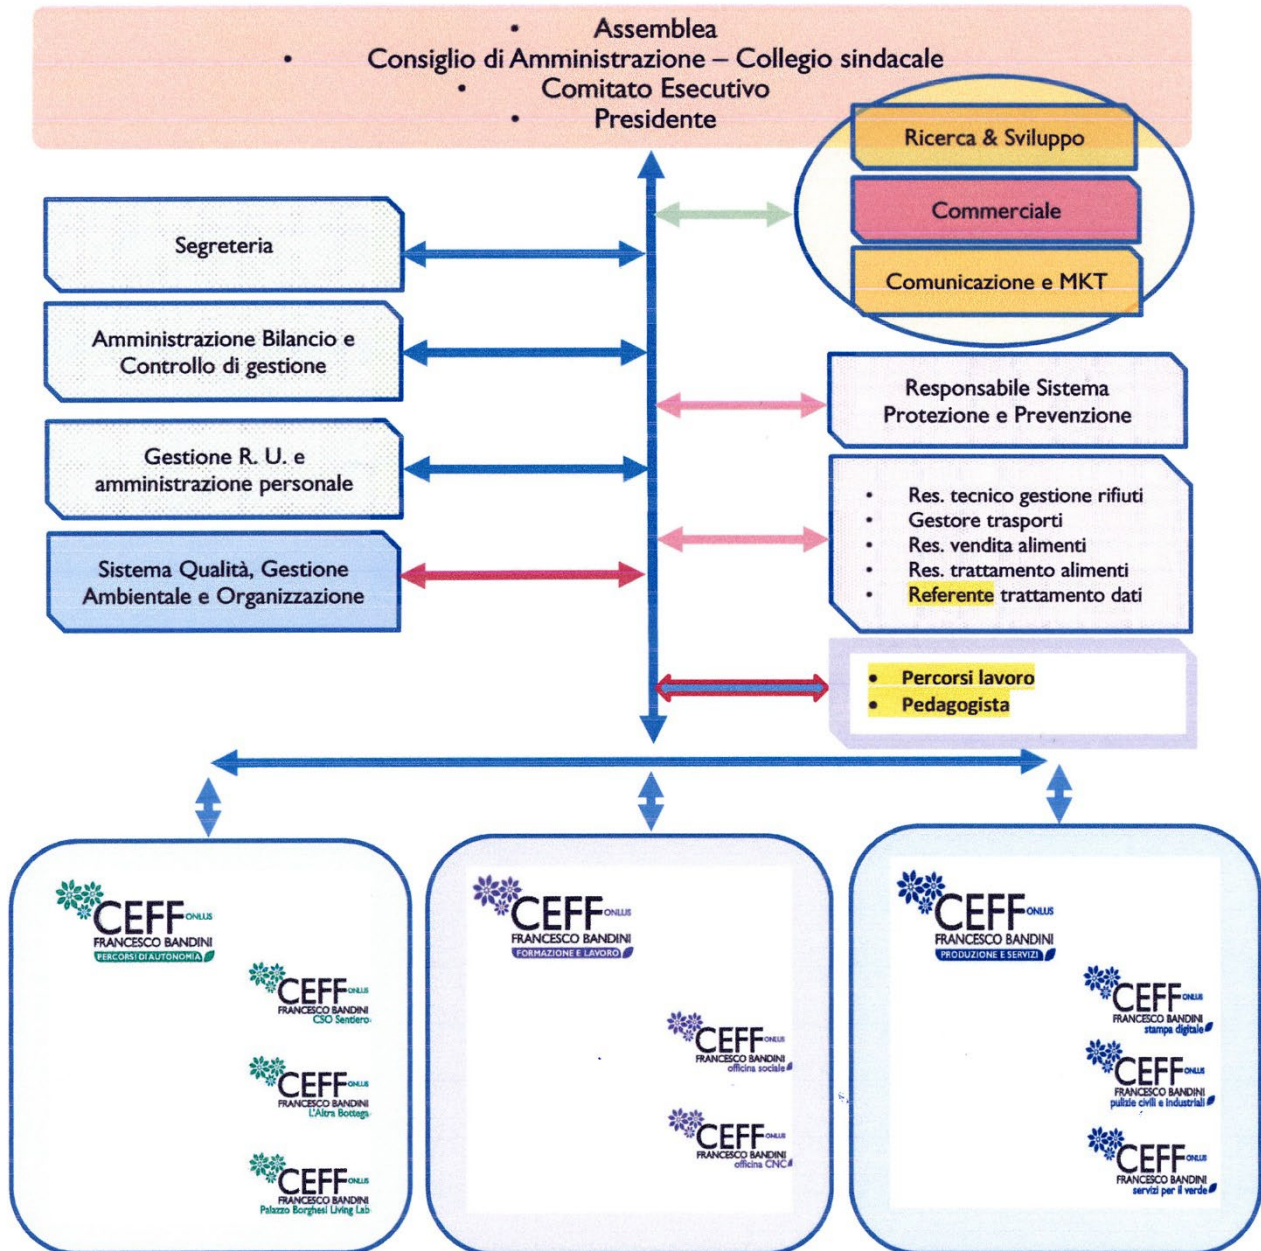 • Assemblea
• Consiglio di Amministrazione – Collegio sindacale
• Comitato Esecutivo
• Presidente
Ricerca & Sviluppo
Commerciale
Comunicazione e MKT
Segreteria
Amministrazione Bilancio e
Controllo di gestione
Gestione R. U. e
amministrazione personale
Sistema Qualità, Gestione
Ambientale e Organizzazione
Responsabile Sistema
Protezione e Prevenzione
• Res. tecnico gestione rifiuti
• Gestore trasporti
• Res. vendita alimenti
• Res. trattamento alimenti
• Referente trattamento dati
• Percorsi lavoro
• Pedagogista
CEFF ONLUS
FRANCESCO BANDINI
PERCORSI DI AUTONOMIA
CEFF ONLUS
FRANCESCO BANDINI
CSO Sentiero
CEFF ONLUS
FRANCESCO BANDINI
L'Altra Bottega
CEFF ONLUS
FRANCESCO BANDINI
Palazzo Borghesi Living Lab
CEFF ONLUS
FRANCESCO BANDINI
FORMAZIONE E LAVORO
CEFF ONLUS
FRANCESCO BANDINI
officina sociale
CEFF ONLUS
FRANCESCO BANDINI
officina CNC
CEFF ONLUS
FRANCESCO BANDINI
PRODUZIONE E SERVIZI
CEFF ONLUS
FRANCESCO BANDINI
stampa digitale
CEFF ONLUS
FRANCESCO BANDINI
pulizie civili e industriali
CEFF ONLUS
FRANCESCO BANDINI
servizi per il verde